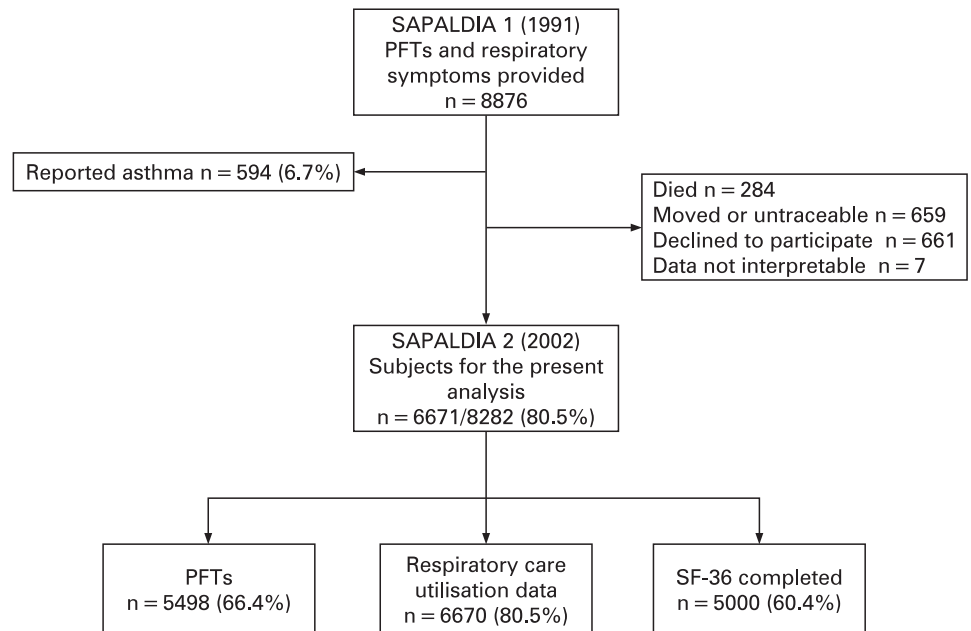 SAPALDIA 1 (1991)
PFTs and respiratory
symptoms provided
n = 8876
Reported asthma n = 594 (6.7%)
Died n = 284
Moved or untraceable n = 659
Declined to participate n = 661
Data not interpretable n = 7
SAPALDIA 2 (2002)
Subjects for the present
analysis
n = 6671/8282 (80.5%)
PFTs
n = 5498 (66.4%)
Respiratory care
utilisation data
n = 6670 (80.5%)
SF-36 completed
n = 5000 (60.4%)